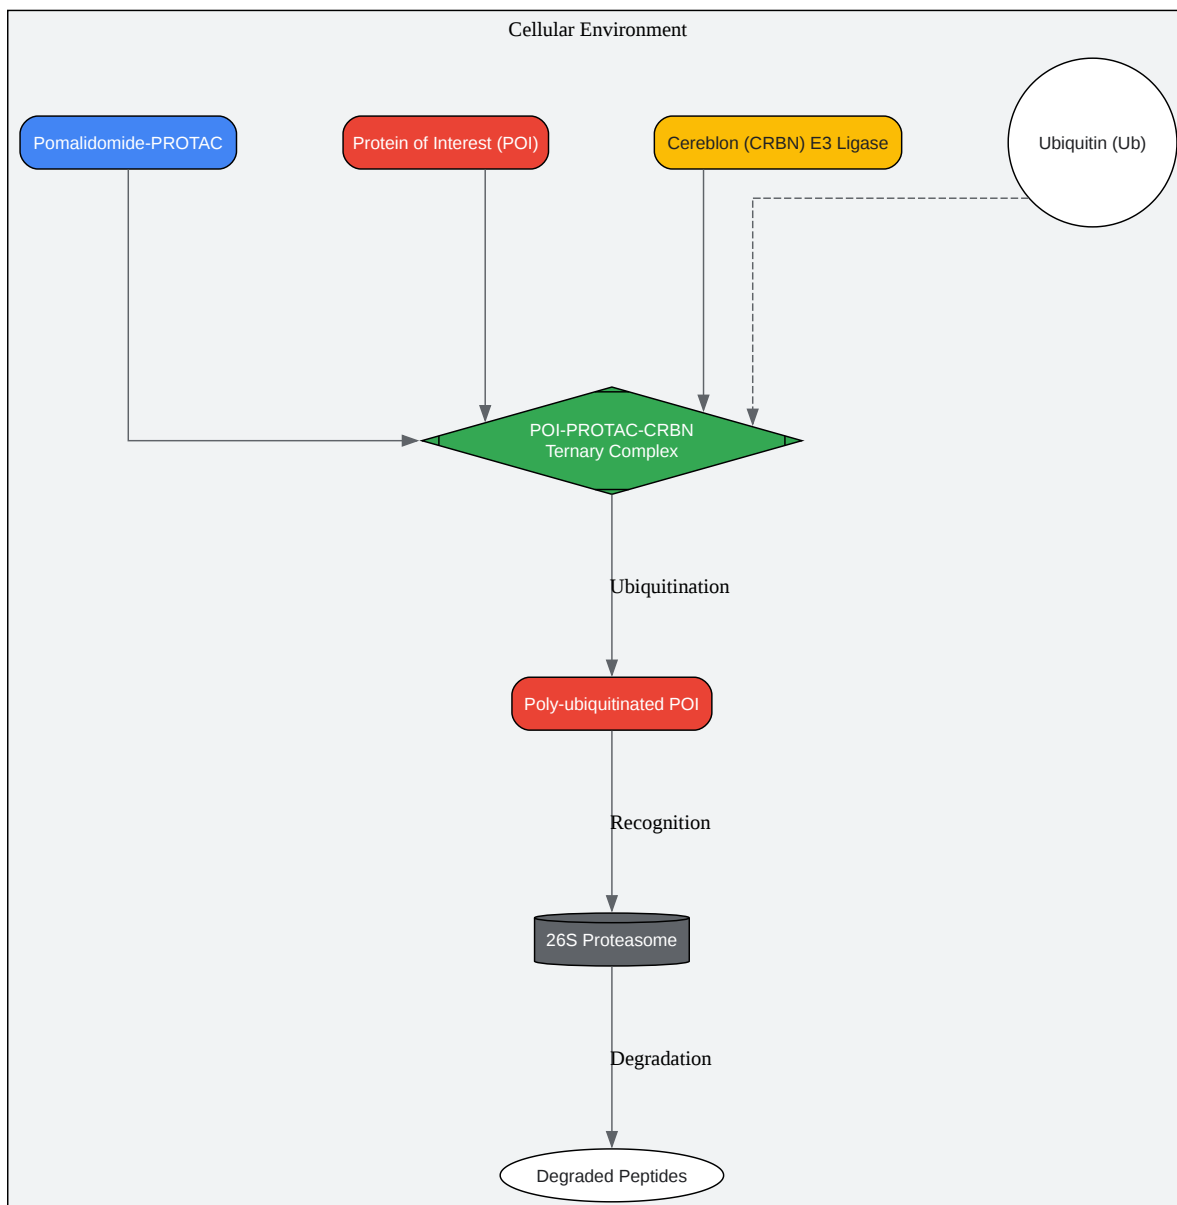 Cellular Environment
Pomalidomide-PROTAC
Protein of Interest (POI)
Cereblon (CRBN) E3 Ligase
Ubiquitin (Ub)
POI-PROTAC-CRBN
Ternary Complex
Ubiquitination
Poly-ubiquitinated POI
Recognition
26S Proteasome
Degradation
Degraded Peptides